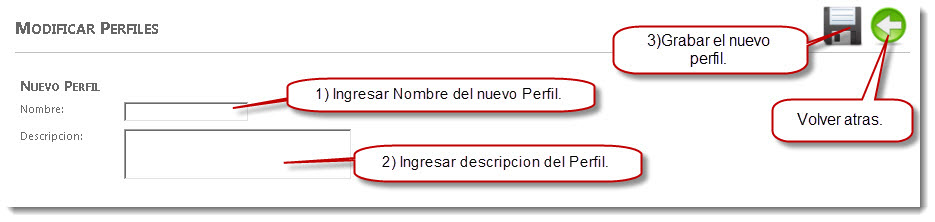 MODIFICAR PERFILES
3)Grabar el nuevo
perfil.
NUEVO PERFIL
Nombre:
1) Ingresar Nombre del nuevo Perfil.
Volver atras.
Descripcion:
2) Ingresar descripcion del Perfil.